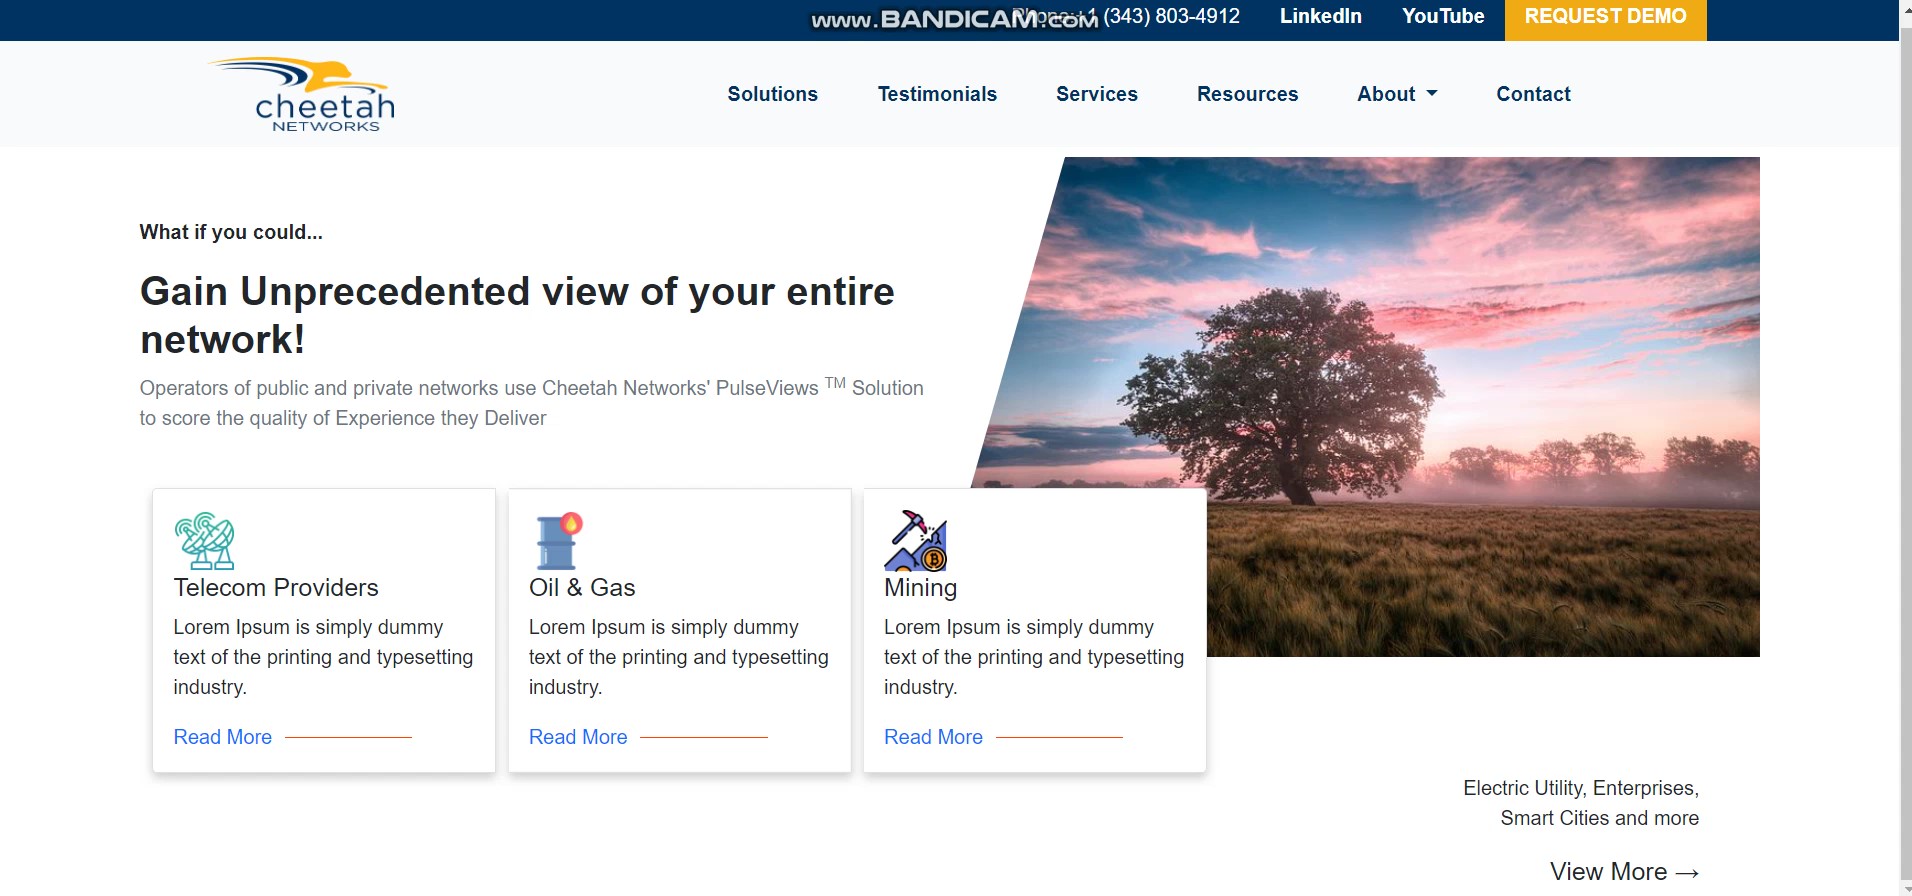 www.BANDICAM.com
Phone: 1 (343) 803-4912 LinkedIn YouTube REQUEST DEMO
cheetah
NETWORKS
Solutions Testimonials Services Resources About Contact
What if you could...
Gain Unprecedented view of your entire
network!
Operators of public and private networks use Cheetah Networks' PulseViews TM Solution
to score the quality of Experience they Deliver
Telecom Providers
Lorem Ipsum is simply dummy
text of the printing and typesetting
industry.
Read More
Oil & Gas
Lorem Ipsum is simply dummy
text of the printing and typesetting
industry.
Read More
Mining
Lorem Ipsum is simply dummy
text of the printing and typesetting
industry.
Read More
Electric Utility, Enterprises,
Smart Cities and more
View More →